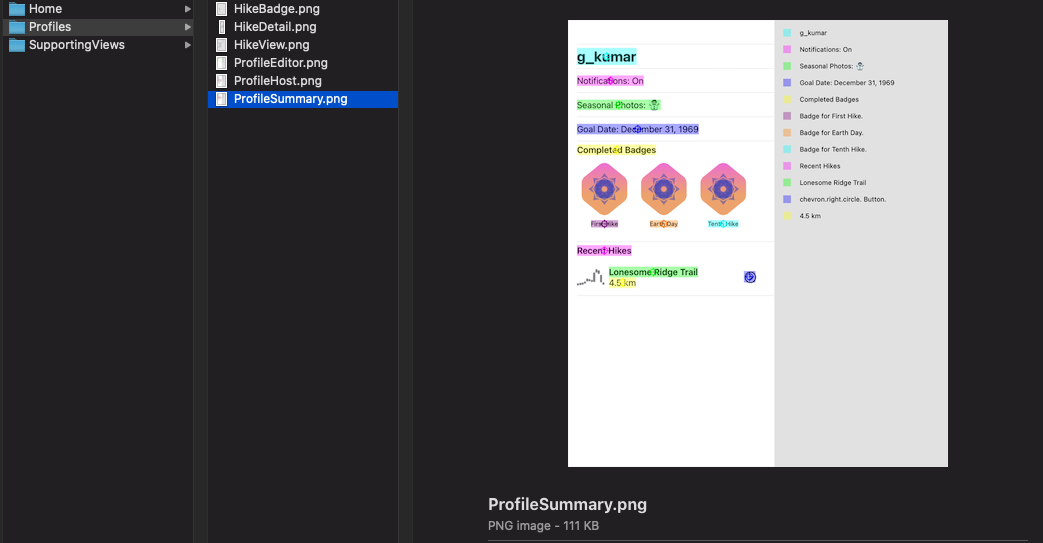 Home
Profiles
SupportingViews
HikeBadge.png
HikeDetail.png
HikeView.png
ProfileEditor.png
ProfileHost.png
ProfileSummary.png
g_kumar
Notifications: On
Seasonal Photos: ☃️
Goal Date: December 31, 1969
Completed Badges
First Hike
Earth Day
Tenth Hike
Recent Hikes
Lonesome Ridge Trail
4.5 km
g_kumar
Notifications: On
Seasonal Photos: ☃️
Goal Date: December 31, 1969
Completed Badges
Badge for First Hike.
Badge for Earth Day.
Badge for Tenth Hike.
Recent Hikes
Lonesome Ridge Trail
chevron.right.circle. Button.
4.5 km
ProfileSummary.png
PNG image - 111 KB